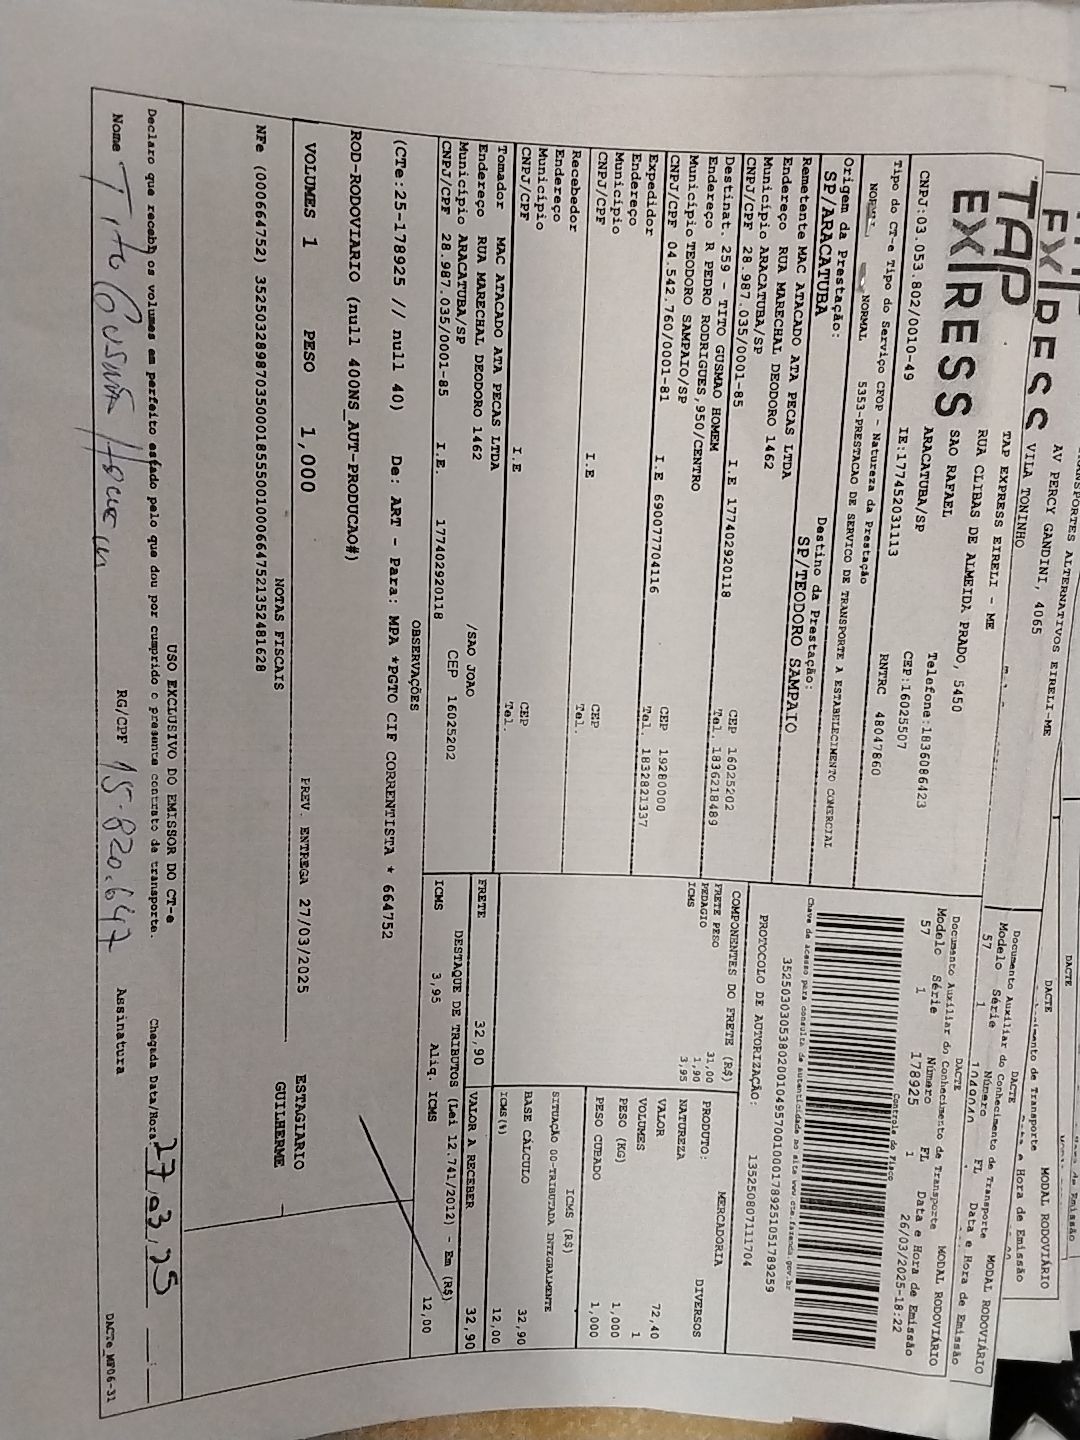 AV PERCY GANDINI, 4065
VILA TONINHO
DACTE
MODAL RODOVIÁRIO
TAP EXPRESS
TAP EXPRESS EIRELI - ME
RUA CLIBAS DE ALMEIDA PRADO, 5450
SAO RAFAEL
ARACATUBA/SP
Telefone:1836086423
CEP:16025507
CNPJ:03.053.802/0010-49
IE:177452031113
RNTRC 48047860
DACTE MODAL RODOVIÁRIO
Documento Auxiliar do Conhecimento de Transporte
Modelo Série Número FL Data e Hora de Emissão
57 1 178925 1 26/03/2025-18:22
Controle do Fisco
Tipo do CT-e Tipo do Serviço CFOP - Natureza da Prestação
NORMAL NORMAL 5353-PRESTACAO DE SERVICO DE TRANSPORTE A ESTABELECIMENTO COMERCIAL
Chave de acesso para consulta de autenticidade no site www.cte.fazenda.gov.br
35250303053802001049570010001789251051789259
PROTOCOLO DE AUTORIZAÇÃO: 135250807111704
Origem da Prestação:
SP/ARACATUBA
Destino da Prestação:
SP/TEODORO SAMPAIO
Remetente MAC ATACADO ATA PECAS LTDA
Endereço RUA MARECHAL DEODORO 1462
Município ARACATUBA/SP CEP 16025202
CNPJ/CPF 28.987.035/0001-85 I.E 177402920118 Tel. 1836218489
Destinat. 259 - TITO GUSMAO HOMEM
Endereço R PEDRO RODRIGUES,950/CENTRO
Município TEODORO SAMPAIO/SP CEP 19280000
CNPJ/CPF 04.542.760/0001-81 I.E 690077704116 Tel. 1832821337
Expedidor
Endereço
Município CEP
CNPJ/CPF I.E Tel.
Recebedor
Endereço
Município CEP
CNPJ/CPF I.E Tel.
Tomador MAC ATACADO ATA PECAS LTDA
Endereço RUA MARECHAL DEODORO 1462 /SAO JOAO
Município ARACATUBA/SP CEP 16025202
CNPJ/CPF 28.987.035/0001-85 I.E. 177402920118
COMPONENTES DO FRETE (R$)
FRETE PESO 31,00
PEDAGIO 1,90
ICMS 3,95
FRETE 32,90
PRODUTO: MERCADORIA
NATUREZA DIVERSOS
VALOR 72,40
VOLUMES 1
PESO (KG) 1,000
PESO CUBADO 1,000
ICMS (R$)
SITUAÇÃO 00-TRIBUTADA INTEGRALMENTE
BASE CÁLCULO 32,90
ICMS(%) 12,00
VALOR A RECEBER 32,90
DESTAQUE DE TRIBUTOS (Lei 12.741/2012) - Em (R$)
ICMS 3,95 Aliq. ICMS 12,00
OBSERVAÇÕES
(CTe:25-178925 // null 40) De: ART - Para: MPA *PGTO CIF CORRENTISTA * 664752
ROD-RODOVIARIO (null 400NS_AUT-PRODUCAO#)
VOLUMES 1 PESO 1,000 PREV. ENTREGA 27/03/2025
ESTAGIARIO
GUILHERME
NOTAS FISCAIS
NFe (000664752) 35250328987035000185550010006647521352481628
USO EXCLUSIVO DO EMISSOR DO CT-e
Declaro que recebi os volumes em perfeito estado pelo que dou por cumprido o presente contrato de transporte. Chegada Data/Hora: 27/03/25
Nome Tito Gusmão Homem RG/CPF 15.820.647 Assinatura
DACTe_MF06-31